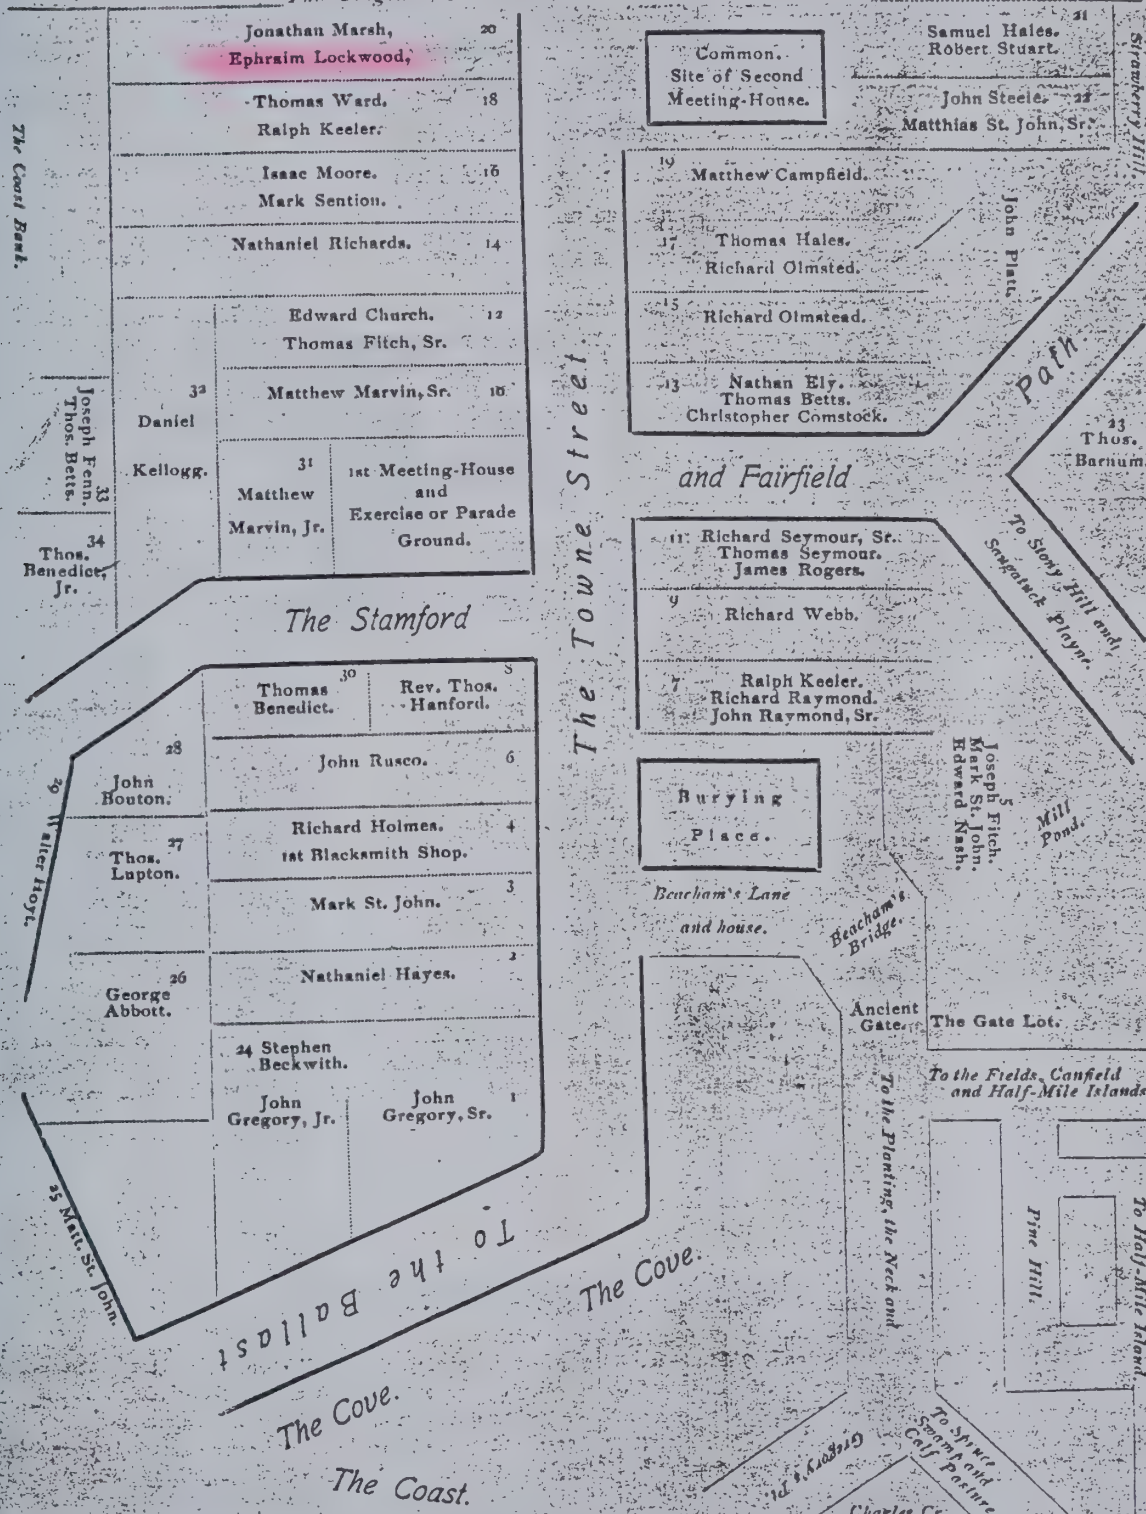 The Coast Bank.
Jonathan Marsh, 20
Ephraim Lockwood,
Thomas Ward. 18
Ralph Keeler.
Isaac Moore. 16
Mark Sention.
Nathaniel Richards. 14
Edward Church. 12
Thomas Fitch, Sr.
Matthew Marvin, Sr. 10
32
Daniel
Kellogg.
31
Matthew
Marvin, Jr.
1st Meeting-House
and
Exercise or Parade
Ground.
Joseph Fenn.
Thos. Betts.
33
34
Thos.
Benedict,
Jr.
Common.
Site of Second
Meeting-House.
21
Samuel Hales.
Robert Stuart.
John Steele. 22
Matthias St. John, Sr.
Strawberry Hill.
19
Matthew Campfield.
17
Thomas Hales.
Richard Olmsted.
John Platt.
15
Richard Olmstead.
13
Nathan Ely.
Thomas Betts.
Christopher Comstock.
Path
23
Thos.
Barnum
The Towne Street.
and Fairfield
The Stamford
11 Richard Seymour, Sr.
Thomas Seymour.
James Rogers.
9
Richard Webb.
7
Ralph Keeler.
Richard Raymond.
John Raymond, Sr.
To Stony Hill and
Saugatuck Playne.
30
Thomas
Benedict.
8
Rev. Thos.
Hanford.
John Rusco. 6
28
John
Bouton.
29 Walter Hoyt.
27
Thos.
Lupton.
Richard Holmes. 4
1st Blacksmith Shop.
3
Mark St. John.
2
Nathaniel Hayes.
26
George
Abbott.
24 Stephen
Beckwith.
John
Gregory, Jr.
John 1
Gregory, Sr.
25 Matt. St. John.
Burying
Place.
Beacham's Lane
and house.
Beacham's
Bridge.
5
Joseph Fitch.
Mark St. John.
Edward Nash.
Mill
Pond.
Ancient
Gate.
The Gate Lot.
To the Fields, Canfield
and Half-Mile Islands
To the Planting, the Neck and
Pine Hill.
To Half-Mile Island
To the Ballast
The Cove.
The Cove.
The Coast.
Gregory's Pt.
To Spruce
Swamp and
Calf Pasture
Charles Cr